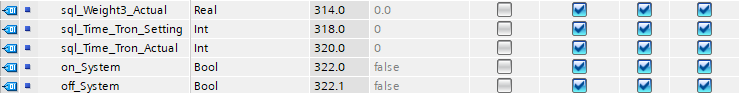 sql_Weight3_Actual Real 314.0 0.0
sql_Time_Tron_Setting Int 318.0 0
sql_Time_Tron_Actual Int 320.0 0
on_System Bool 322.0 false
off_System Bool 322.1 false